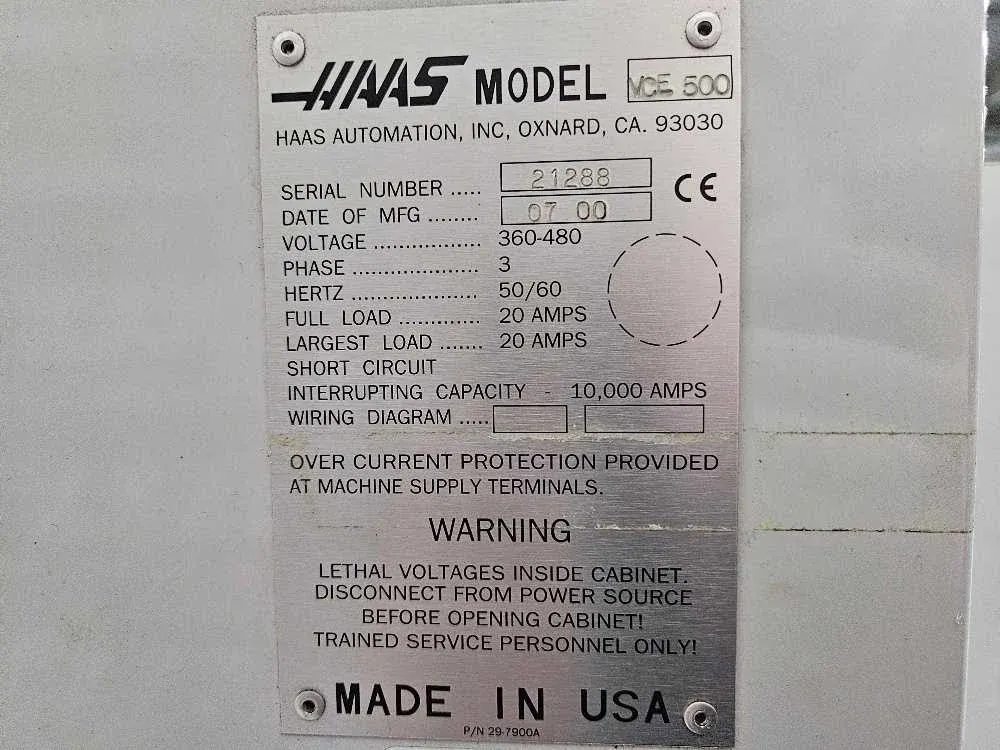 HAAS MODEL VCE 500
HAAS AUTOMATION, INC, OXNARD, CA. 93030
SERIAL NUMBER ..... 21288
CE
DATE OF MFG ........ 07 00
VOLTAGE ................. 360-480
PHASE .................... 3
HERTZ .................... 50/60
FULL LOAD ............. 20 AMPS
LARGEST LOAD ....... 20 AMPS
SHORT CIRCUIT
INTERRUPTING CAPACITY - 10,000 AMPS
WIRING DIAGRAM .....
OVER CURRENT PROTECTION PROVIDED
AT MACHINE SUPPLY TERMINALS.
WARNING
LETHAL VOLTAGES INSIDE CABINET.
DISCONNECT FROM POWER SOURCE
BEFORE OPENING CABINET!
TRAINED SERVICE PERSONNEL ONLY!
MADE IN USA
P/N 29-7900A